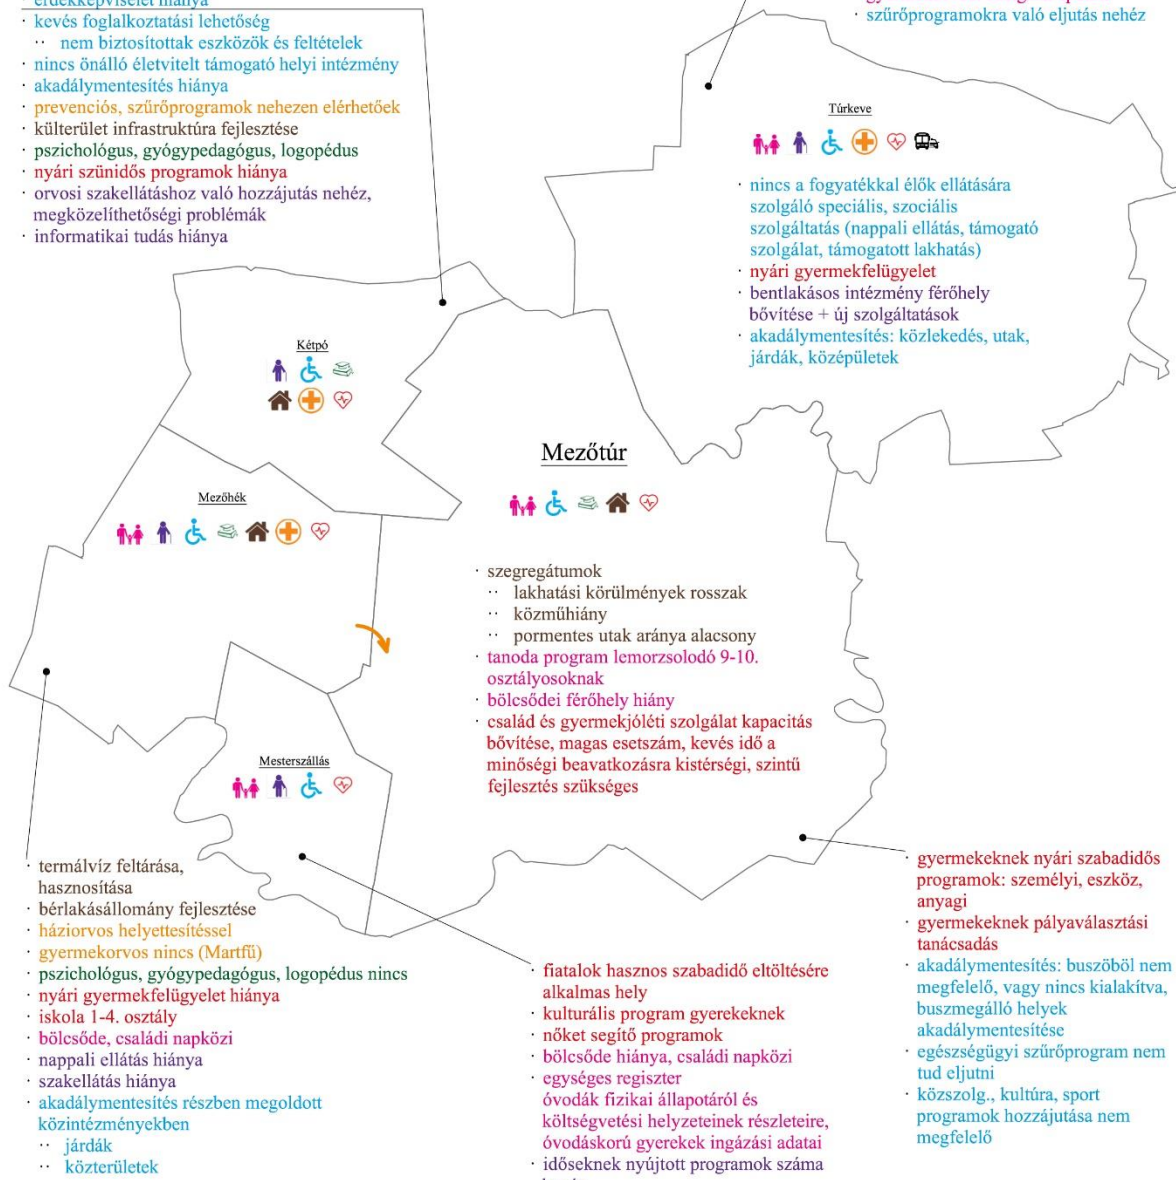 érdekképviselet hiánya
· kevés foglalkoztatási lehetőség
·· nem biztosítottak eszközök és feltételek
· nincs önálló életvitelt támogató helyi intézmény
· akadálymentesítés hiánya
· prevenciós, szűrőprogramok nehezen elérhetőek
· külterület infrastruktúra fejlesztése
· pszichológus, gyógypedagógus, logopédus
· nyári szünidős programok hiánya
· orvosi szakellátáshoz való hozzájutás nehéz,
megközelíthetőségi problémák
· informatikai tudás hiánya
· szűrőprogramokra való eljutás nehéz
Túrkeve
· nincs a fogyatékkal élők ellátására
szolgáló speciális, szociális
szolgáltatás (nappali ellátás, támogató
szolgálat, támogatott lakhatás)
· nyári gyermekfelügyelet
· bentlakásos intézmény férőhely
bővítése + új szolgáltatások
· akadálymentesítés: közlekedés, utak,
járdák, középületek
Kétpó
Mezőtúr
Mezőhék
· szegregátumok
·· lakhatási körülmények rosszak
·· közműhiány
·· pormentes utak aránya alacsony
· tanoda program lemorzsolodó 9-10.
osztályosoknak
· bölcsődei férőhely hiány
· család és gyermekjóléti szolgálat kapacitás
bővítése, magas esetszám, kevés idő a
minőségi beavatkozásra kistérségi, szintű
fejlesztés szükséges
Mesterszállás
· termálvíz feltárása,
hasznosítása
· bérlakásállomány fejlesztése
· háziorvos helyettesítéssel
· gyermekorvos nincs (Martfű)
· pszichológus, gyógypedagógus, logopédus nincs
· nyári gyermekfelügyelet hiánya
· iskola 1-4. osztály
· bölcsőde, családi napközi
· nappali ellátás hiánya
· szakellátás hiánya
· akadálymentesítés részben megoldott
közintézményekben
·· járdák
·· közterületek
· fiatalok hasznos szabadidő eltöltésére
alkalmas hely
· kulturális program gyerekeknek
· nőket segítő programok
· bölcsőde hiánya, családi napközi
· egységes regiszter
óvodák fizikai állapotáról és
költségvetési helyzeteinek részleteire,
óvodáskorú gyerekek ingázási adatai
· időseknek nyújtott programok száma
· gyermekeknek nyári szabadidős
programok: személyi, eszköz,
anyagi
· gyermekeknek pályaválasztási
tanácsadás
· akadálymentesítés: buszöböl nem
megfelelő, vagy nincs kialakítva,
buszmegálló helyek
akadálymentesítése
· egészségügyi szűrőprogram nem
tud eljutni
· közszolg., kultúra, sport
programok hozzájutása nem
megfelelő